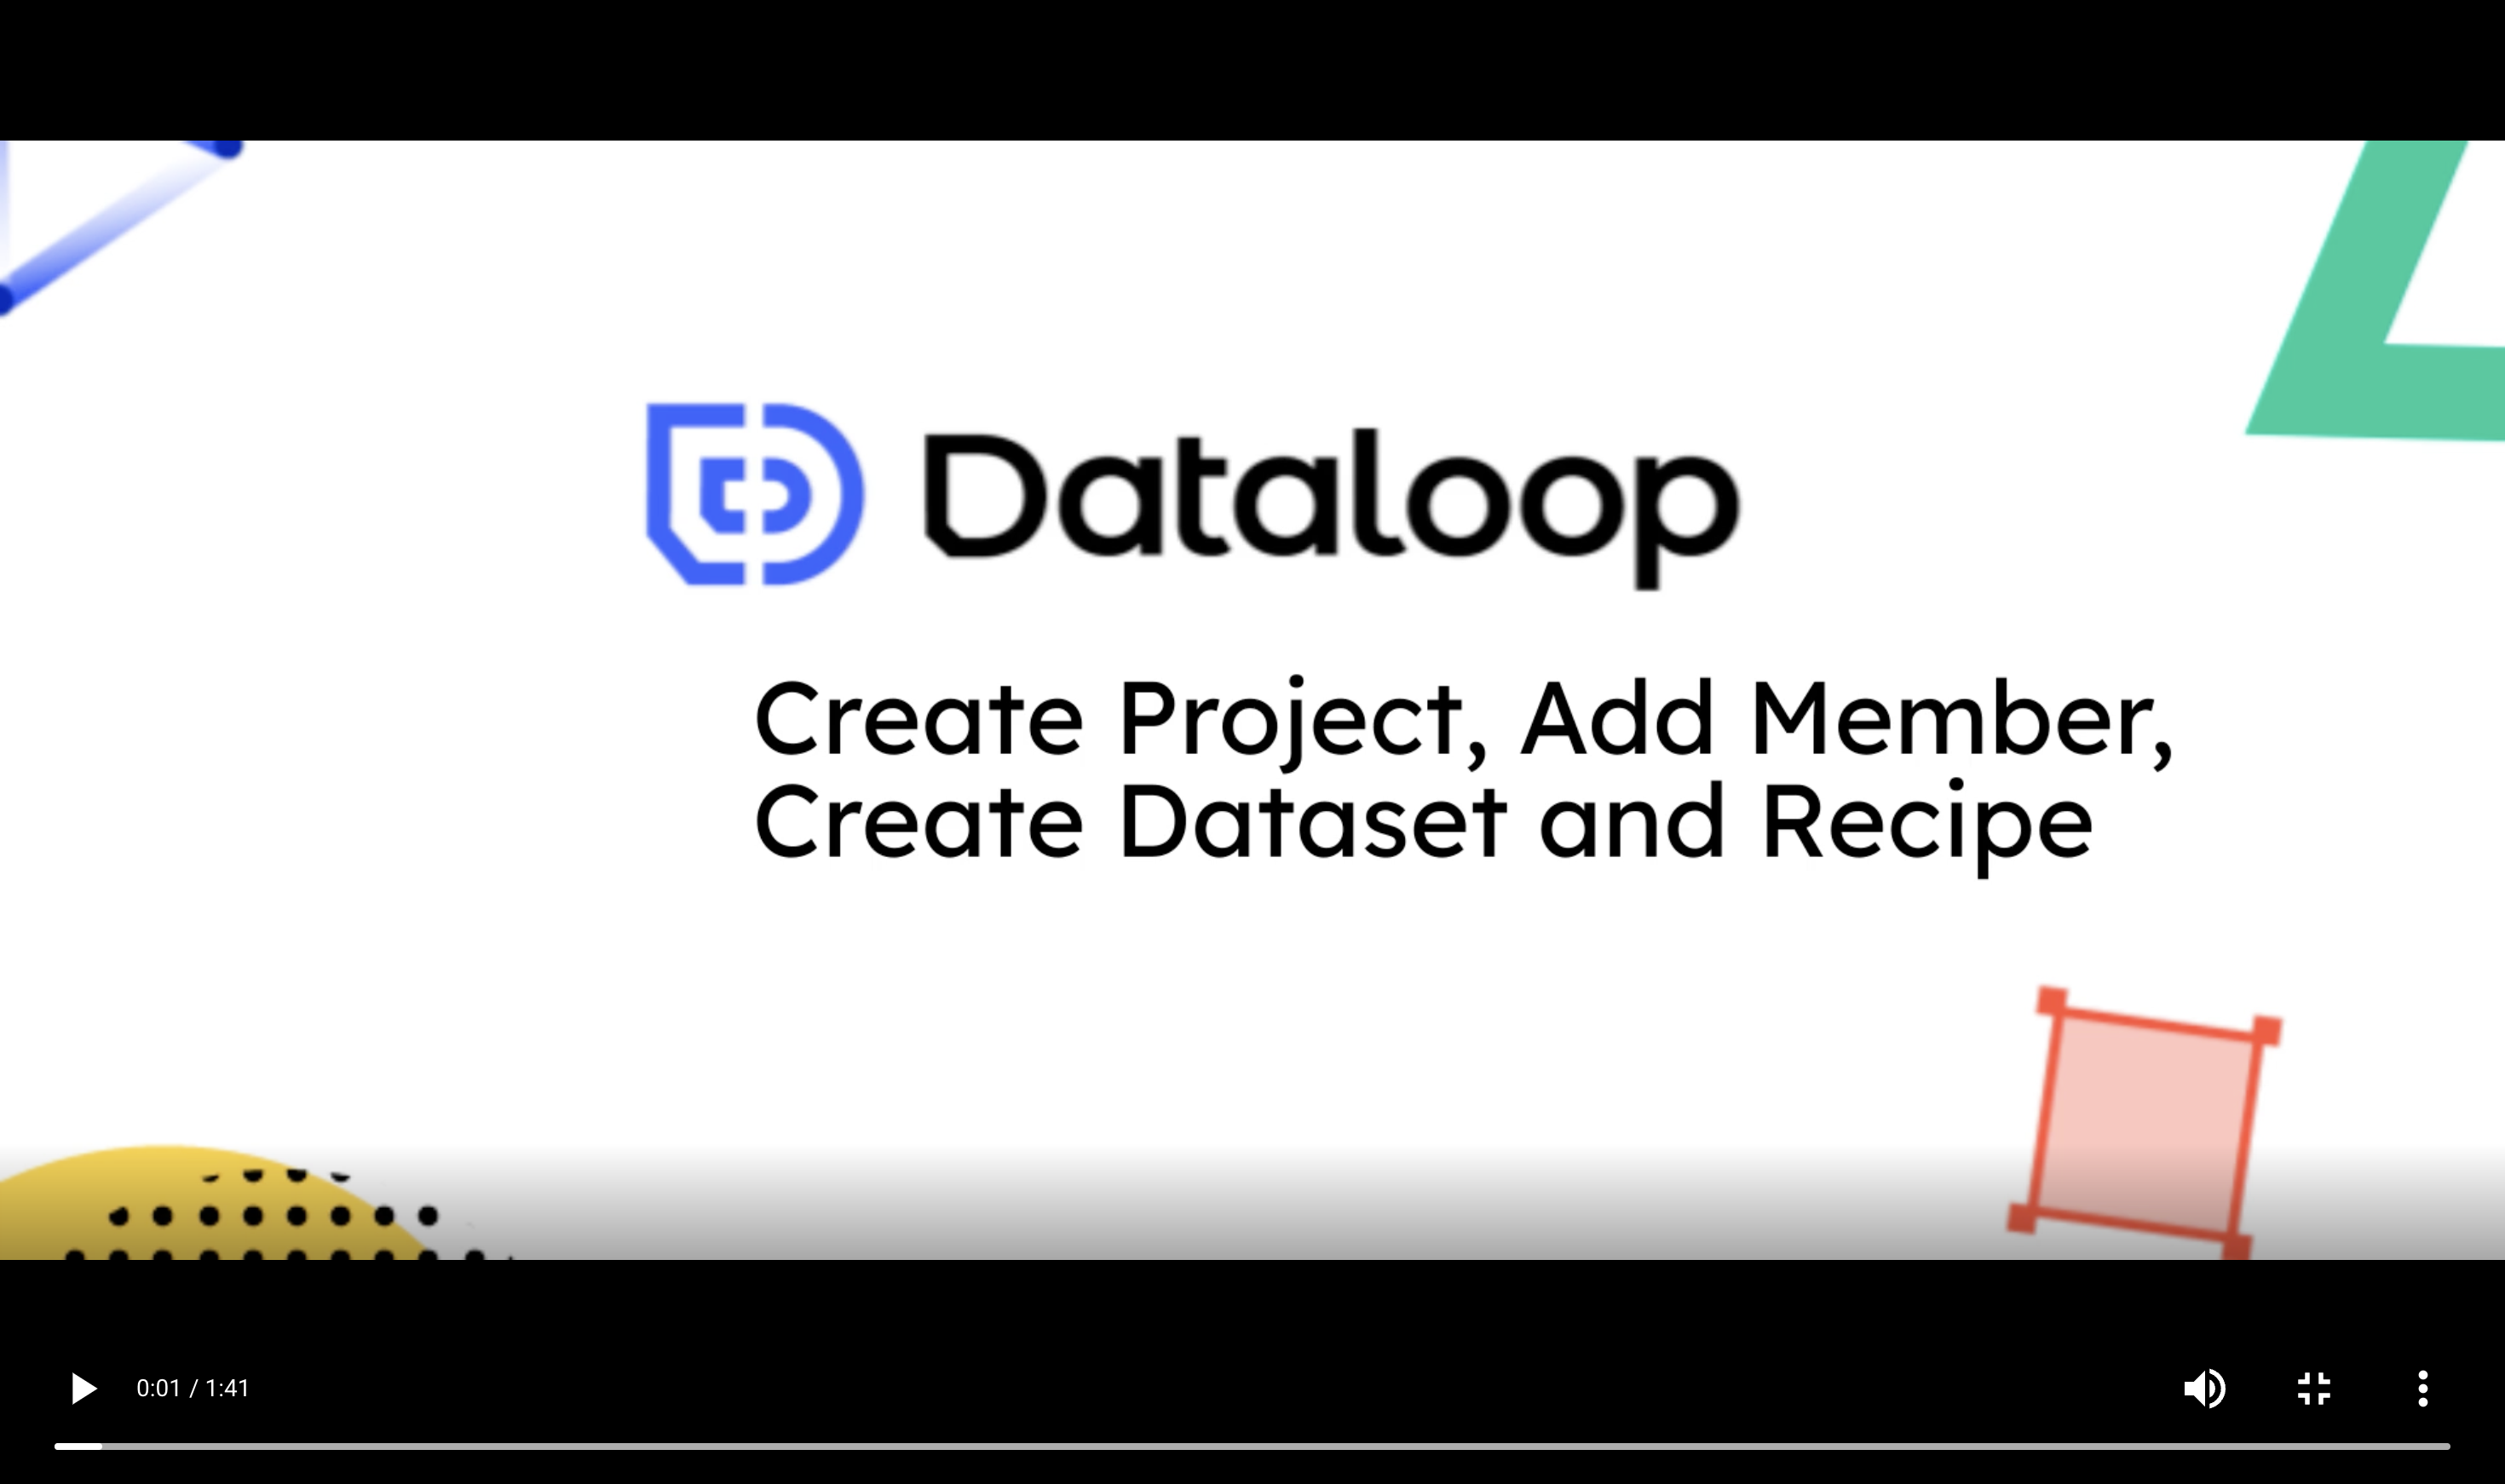 Dataloop
Create Project, Add Member,
Create Dataset and Recipe
0:01 / 1:41